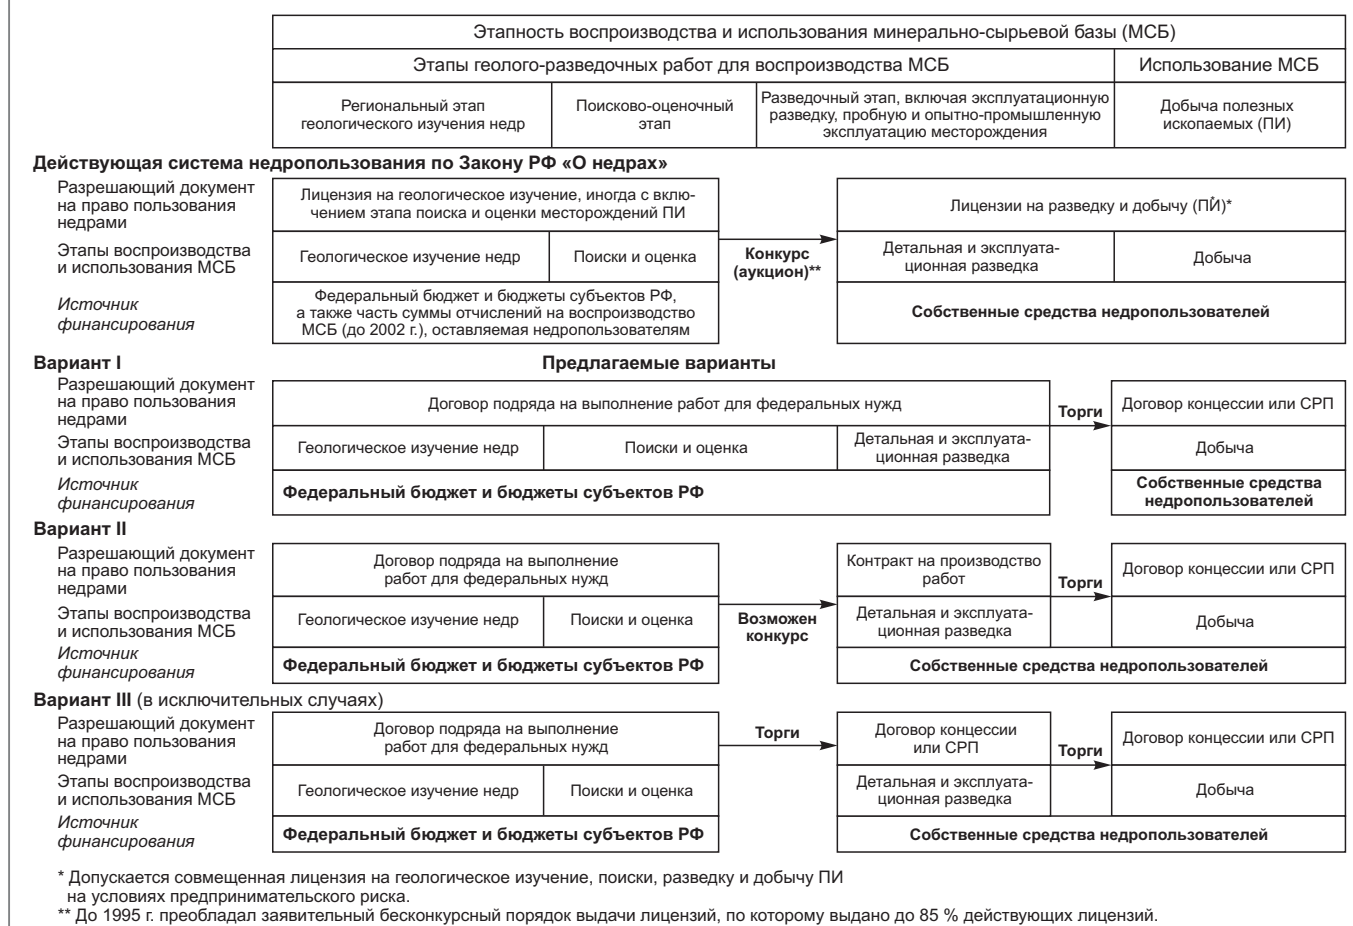 Этапность воспроизводства и использования минерально-сырьевой базы (МСБ)
Этапы геолого-разведочных работ для воспроизводства МСБ
Использование МСБ
Региональный этап
геологического изучения недр
Поисково-оценочный
этап
Разведочный этап, включая эксплуатационную
разведку, пробную и опытно-промышленную
эксплуатацию месторождения
Добыча полезных
ископаемых (ПИ)
Действующая система недропользования по Закону РФ «О недрах»
Разрешающий документ
на право пользования
недрами
Лицензия на геологическое изучение, иногда с вклю-
чением этапа поиска и оценки месторождений ПИ
Лицензии на разведку и добычу (ПИ)*
Этапы воспроизводства
и использования МСБ
Геологическое изучение недр
Поиски и оценка
Конкурс
(аукцион)**
Детальная и эксплуата-
ционная разведка
Добыча
Источник
финансирования
Федеральный бюджет и бюджеты субъектов РФ,
а также часть суммы отчислений на воспроизводство
МСБ (до 2002 г.), оставляемая недропользователям
Собственные средства недропользователей
Вариант I
Предлагаемые варианты
Разрешающий документ
на право пользования
недрами
Договор подряда на выполнение работ для федеральных нужд
Торги
Договор концессии или СРП
Этапы воспроизводства
и использования МСБ
Геологическое изучение недр
Поиски и оценка
Детальная и эксплуата-
ционная разведка
Добыча
Источник
финансирования
Федеральный бюджет и бюджеты субъектов РФ
Собственные средства
недропользователей
Вариант II
Разрешающий документ
на право пользования
недрами
Договор подряда на выполнение
работ для федеральных нужд
Контракт на производство
работ
Торги
Договор концессии или СРП
Этапы воспроизводства
и использования МСБ
Геологическое изучение недр
Поиски и оценка
Возможен
конкурс
Детальная и эксплуата-
ционная разведка
Добыча
Источник
финансирования
Федеральный бюджет и бюджеты субъектов РФ
Собственные средства недропользователей
Вариант III (в исключительных случаях)
Разрешающий документ
на право пользования
недрами
Договор подряда на выполнение
работ для федеральных нужд
Торги
Договор концессии
или СРП
Торги
Договор концессии или СРП
Этапы воспроизводства
и использования МСБ
Геологическое изучение недр
Поиски и оценка
Детальная и эксплуата-
ционная разведка
Добыча
Источник
финансирования
Федеральный бюджет и бюджеты субъектов РФ
Собственные средства недропользователей
* Допускается совмещенная лицензия на геологическое изучение, поиски, разведку и добычу ПИ
на условиях предпринимательского риска.
** До 1995 г. преобладал заявительный бесконкурсный порядок выдачи лицензий, по которому выдано до 85 % действующих лицензий.